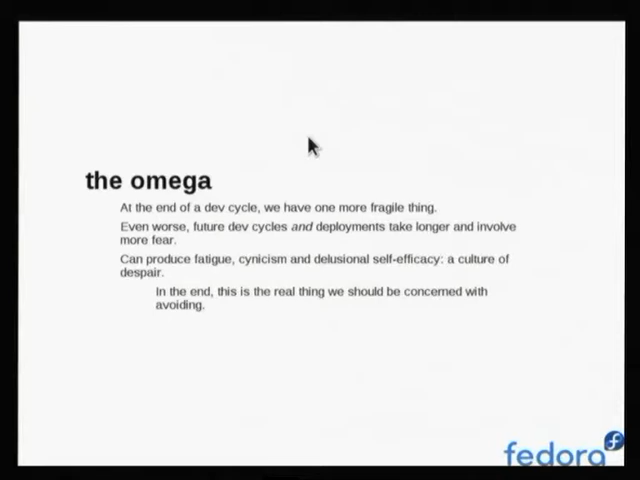 the omega
At the end of a dev cycle, we have one more fragile thing.
Even worse, future dev cycles and deployments take longer and involve
more fear.
Can produce fatigue, cynicism and delusional self-efficacy: a culture of
despair.
In the end, this is the real thing we should be concerned with
avoiding.
fedora